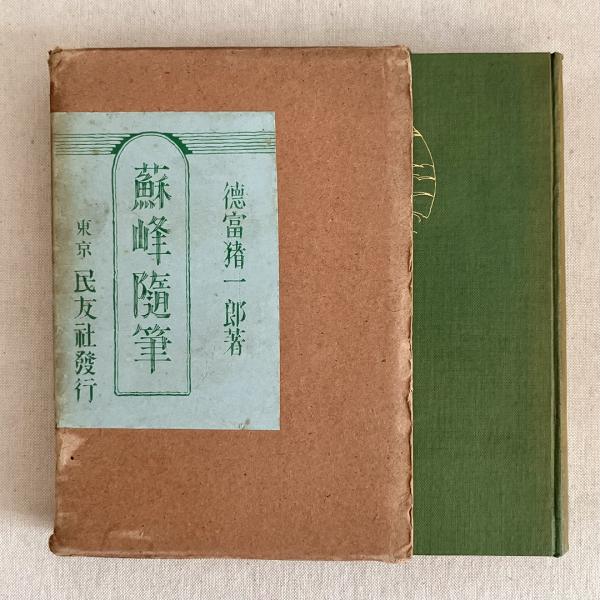 德富猪一郎著
蘇峰隨筆
東京 民友社發行